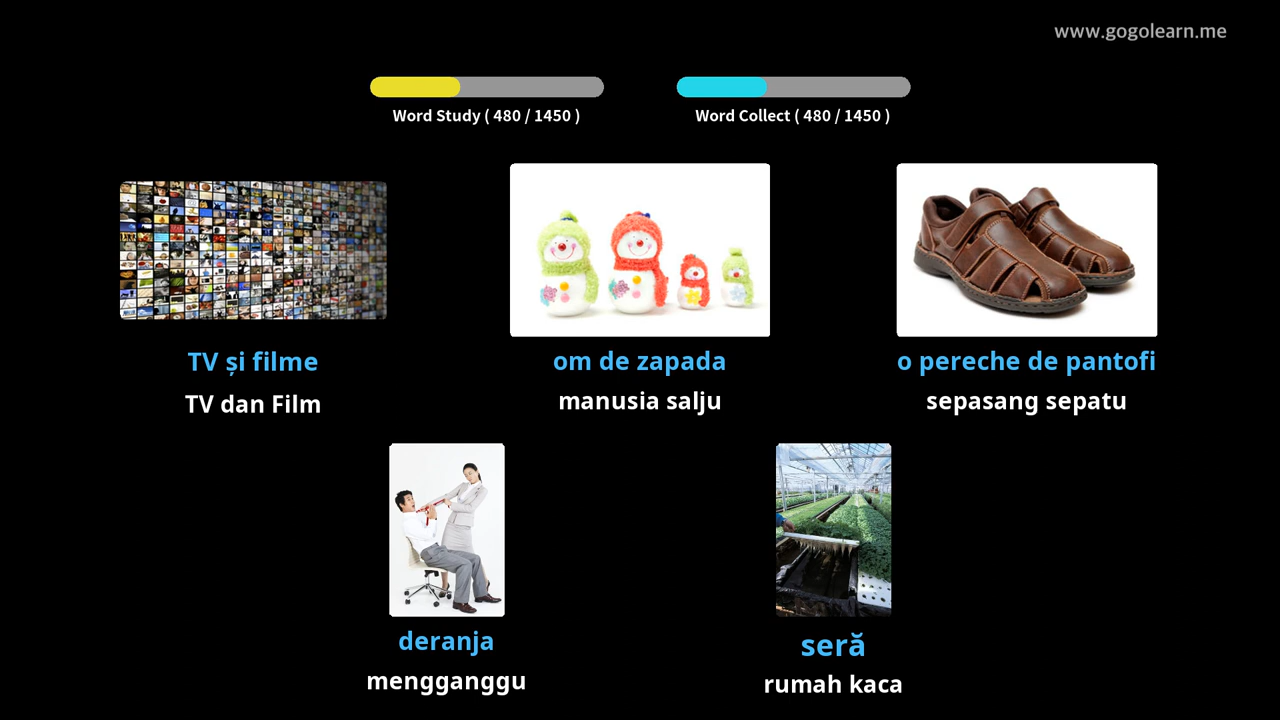 www.gogolearn.me
Word Study ( 480 / 1450 )
Word Collect ( 480 / 1450 )
TV și filme
TV dan Film
om de zapada
manusia salju
o pereche de pantofi
sepasang sepatu
deranja
mengganggu
seră
rumah kaca